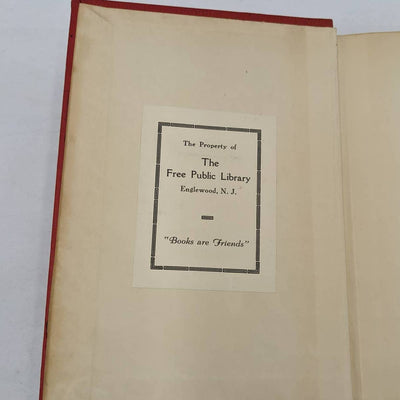 The Property of
The
Free Public Library
Englewood, N. J.
"Books are Friends"